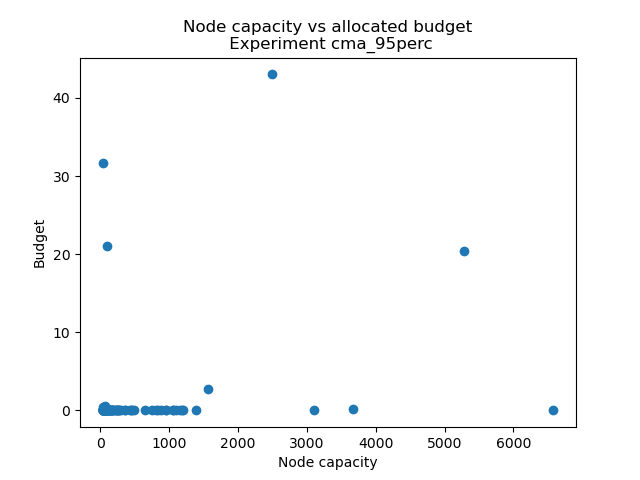 Node capacity vs allocated budget
Experiment cma_95perc
Budget
40
30
20
10
0
0 1000 2000 3000 4000 5000 6000
Node capacity